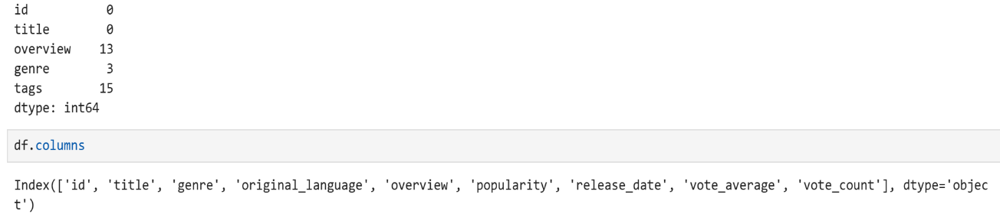 id 0
title 0
overview 13
genre 3
tags 15
dtype: int64
df.columns
Index(['id', 'title', 'genre', 'original_language', 'overview', 'popularity', 'release_date', 'vote_average', 'vote_count'], dtype='objec
t')